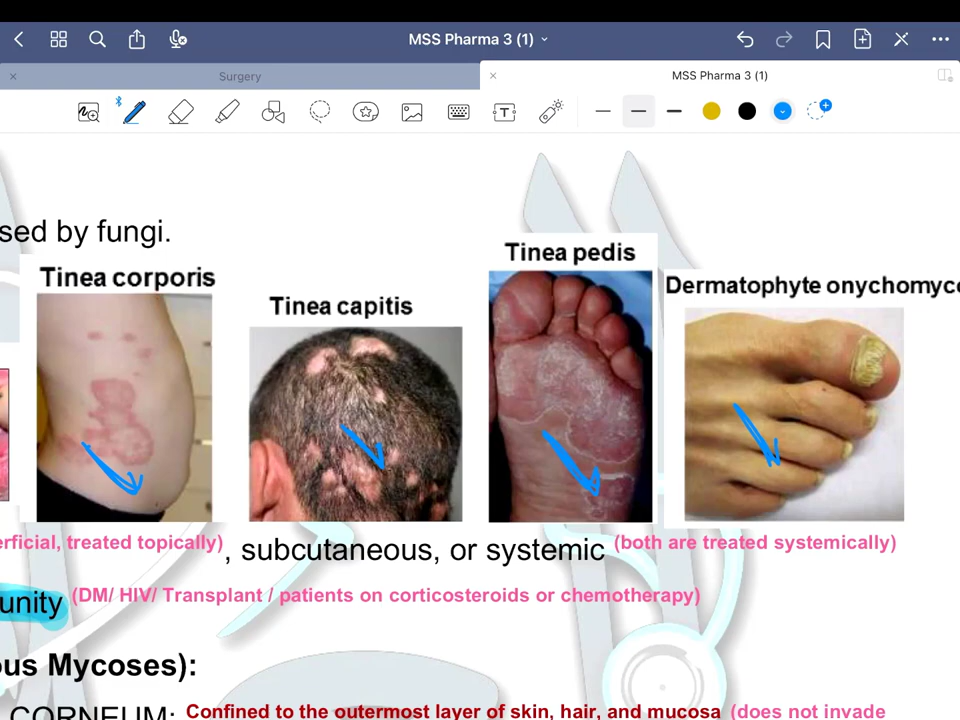 MSS Pharma 3 (1)
Surgery
MSS Pharma 3 (1)
sed by fungi.
Tinea corporis
Tinea capitis
Tinea pedis
Dermatophyte onychomyc
erficial, treated topically) , subcutaneous, or systemic (both are treated systemically)
unity (DM/ HIV/ Transplant / patients on corticosteroids or chemotherapy)
ous Mycoses):
CORNEUM: Confined to the outermost layer of skin, hair, and mucosa (does not invade